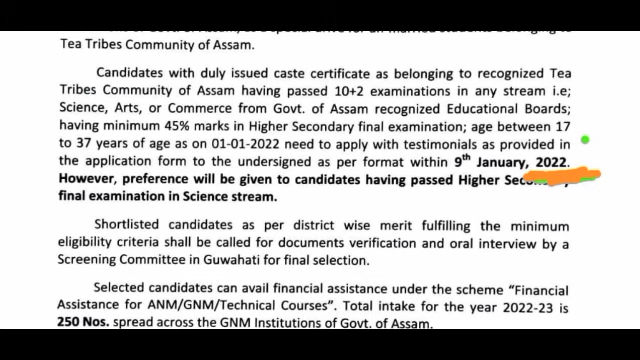 Tea Tribes Community of Assam.
Candidates with duly issued caste certificate as belonging to recognized Tea
Tribes Community of Assam having passed 10+2 examinations in any stream i.e;
Science, Arts, or Commerce from Govt. of Assam recognized Educational Boards;
having minimum 45% marks in Higher Secondary final examination; age between 17
to 37 years of age as on 01-01-2022 need to apply with testimonials as provided in
the application form to the undersigned as per format within 9th January, 2022.
However, preference will be given to candidates having passed Higher Secondary
final examination in Science stream.
Shortlisted candidates as per district wise merit fulfilling the minimum
eligibility criteria shall be called for documents verification and oral interview by a
Screening Committee in Guwahati for final selection.
Selected candidates can avail financial assistance under the scheme "Financial
Assistance for ANM/GNM/Technical Courses". Total intake for the year 2022-23 is
250 Nos. spread across the GNM Institutions of Govt. of Assam.